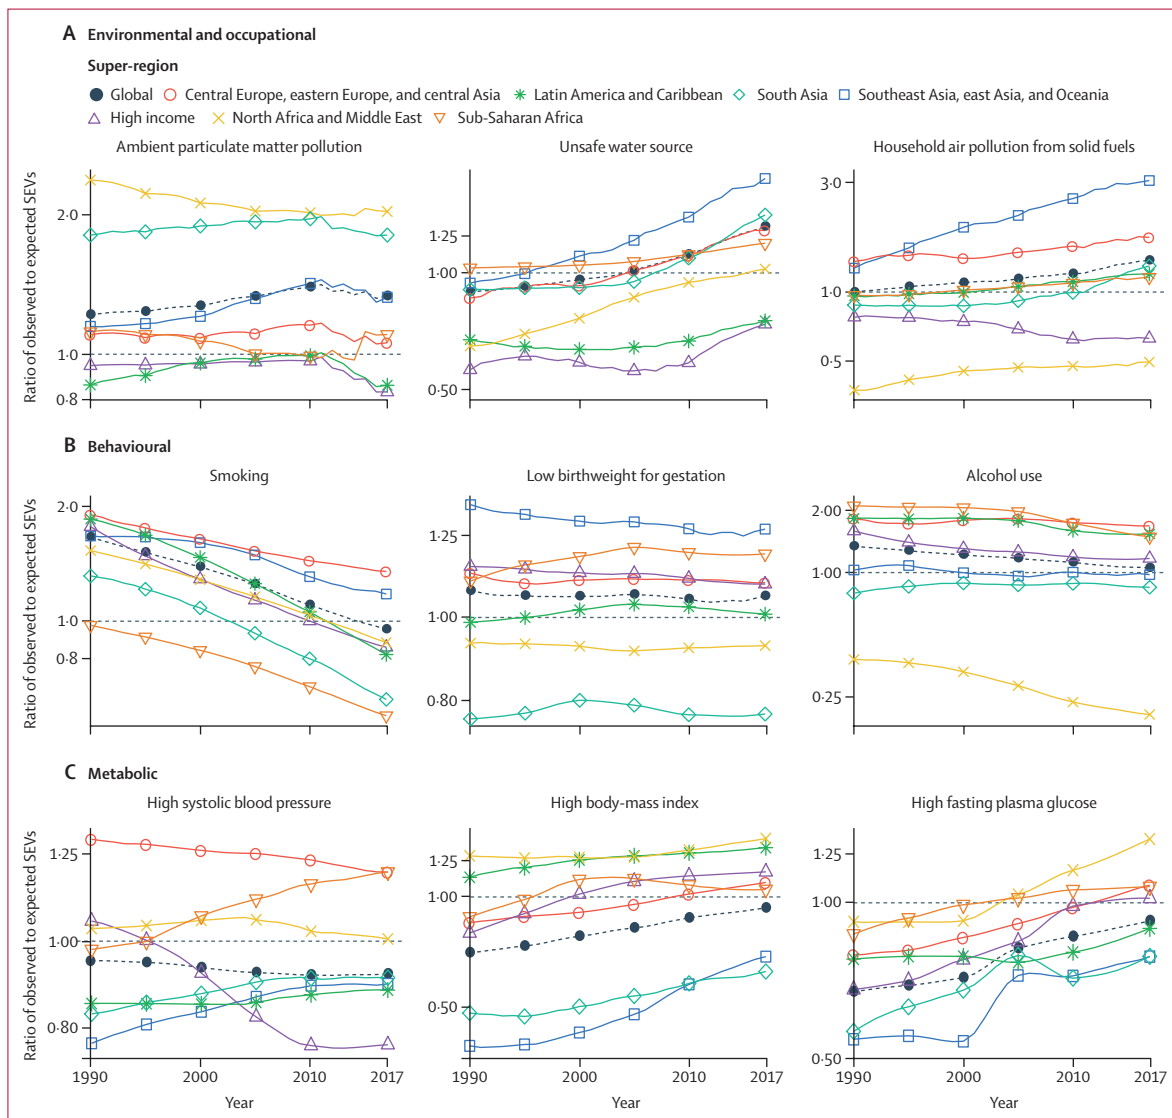 A Environmental and occupational
Super-region
Global Central Europe, eastern Europe, and central Asia Latin America and Caribbean South Asia Southeast Asia, east Asia, and Oceania
High income North Africa and Middle East Sub-Saharan Africa
Ambient particulate matter pollution Unsafe water source Household air pollution from solid fuels
Ratio of observed to expected SEVs
2·0
1·0
0·8
1·25
1·00
0·50
3·0
1·0
0·5
1990 2000 2010 2017
B Behavioural
Smoking Low birthweight for gestation Alcohol use
Ratio of observed to expected SEVs
2·0
1·0
0·8
1·25
1·00
0·80
2·00
1·00
0·25
C Metabolic
High systolic blood pressure High body-mass index High fasting plasma glucose
Ratio of observed to expected SEVs
1·25
1·00
0·80
1·25
1·00
0·50
1·25
1·00
0·50
1990 2000 2010 2017 1990 2000 2010 2017 1990 2000 2010 2017
Year Year Year